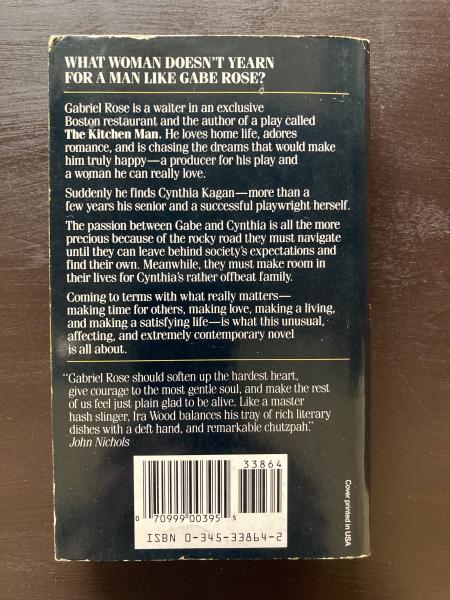 WHAT WOMAN DOESN'T YEARN
FOR A MAN LIKE GABE ROSE?
Gabriel Rose is a waiter in an exclusive
Boston restaurant and the author of a play called
The Kitchen Man. He loves home life, adores
romance, and is chasing the dreams that would make
him truly happy—a producer for his play and
a woman he can really love.
Suddenly he finds Cynthia Kagan—more than a
few years his senior and a successful playwright herself.
The passion between Gabe and Cynthia is all the more
precious because of the rocky road they must navigate
until they can leave behind society's expectations and
find their own. Meanwhile, they must make room in
their lives for Cynthia's rather offbeat family.
Coming to terms with what really matters—
making time for others, making love, making a living,
and making a satisfying life—is what this unusual,
affecting, and extremely contemporary novel
is all about.
"Gabriel Rose should soften up the hardest heart,
give courage to the most gentle soul, and make the rest
of us feel just plain glad to be alive. Like a master
hash slinger, Ira Wood balances his tray of rich literary
dishes with a deft hand, and remarkable chutzpah."
John Nichols
33864
0 70999 00395 5
ISBN 0-345-33864-2
Cover printed in USA